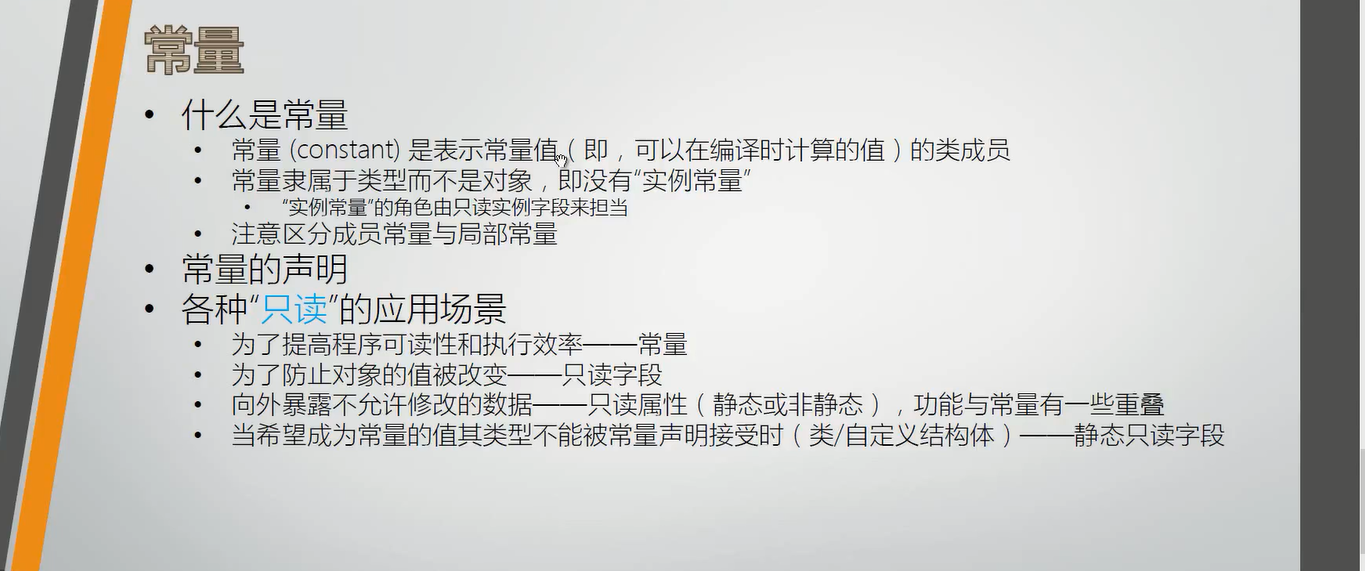 常量
• 什么是常量
• 常量 (constant) 是表示常量值（即，可以在编译时计算的值）的类成员
• 常量隶属于类型而不是对象，即没有“实例常量”
• “实例常量”的角色由只读实例字段来担当
• 注意区分成员常量与局部常量
• 常量的声明
• 各种“只读”的应用场景
• 为了提高程序可读性和执行效率——常量
• 为了防止对象的值被改变——只读字段
• 向外暴露不允许修改的数据——只读属性（静态或非静态），功能与常量有一些重叠
• 当希望成为常量的值其类型不能被常量声明接受时（类/自定义结构体）——静态只读字段